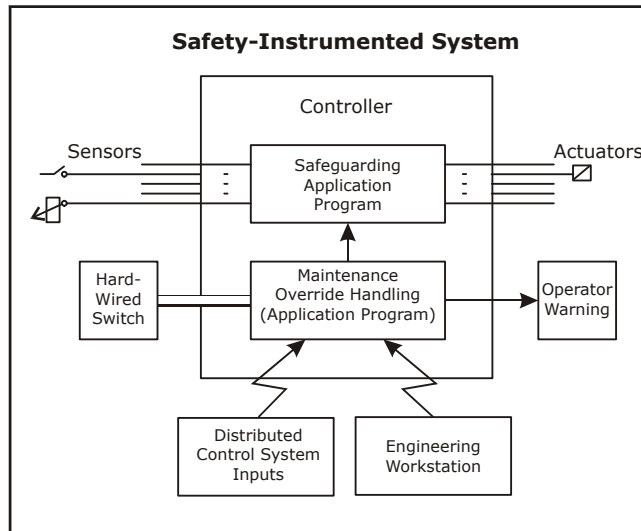 Safety-Instrumented System
Controller
Sensors
Actuators
Safeguarding
Application
Program
Hard-
Wired
Switch
Maintenance
Override Handling
(Application Program)
Operator
Warning
Distributed
Control System
Inputs
Engineering
Workstation